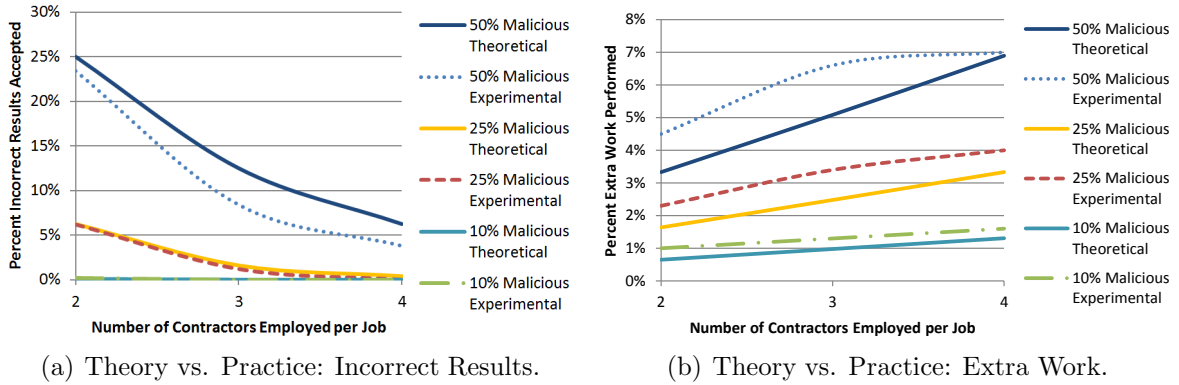 30%
25%
20%
15%
10%
5%
0%
Percent Incorrect Results Accepted
2
3
4
Number of Contractors Employed per Job
50% Malicious
Theoretical
50% Malicious
Experimental
25% Malicious
Theoretical
25% Malicious
Experimental
10% Malicious
Theoretical
10% Malicious
Experimental
(a) Theory vs. Practice: Incorrect Results.
8%
7%
6%
5%
4%
3%
2%
1%
0%
Percent Extra Work Performed
2
3
4
Number of Contractors Employed per Job
50% Malicious
Theoretical
50% Malicious
Experimental
25% Malicious
Theoretical
25% Malicious
Experimental
10% Malicious
Theoretical
10% Malicious
Experimental
(b) Theory vs. Practice: Extra Work.